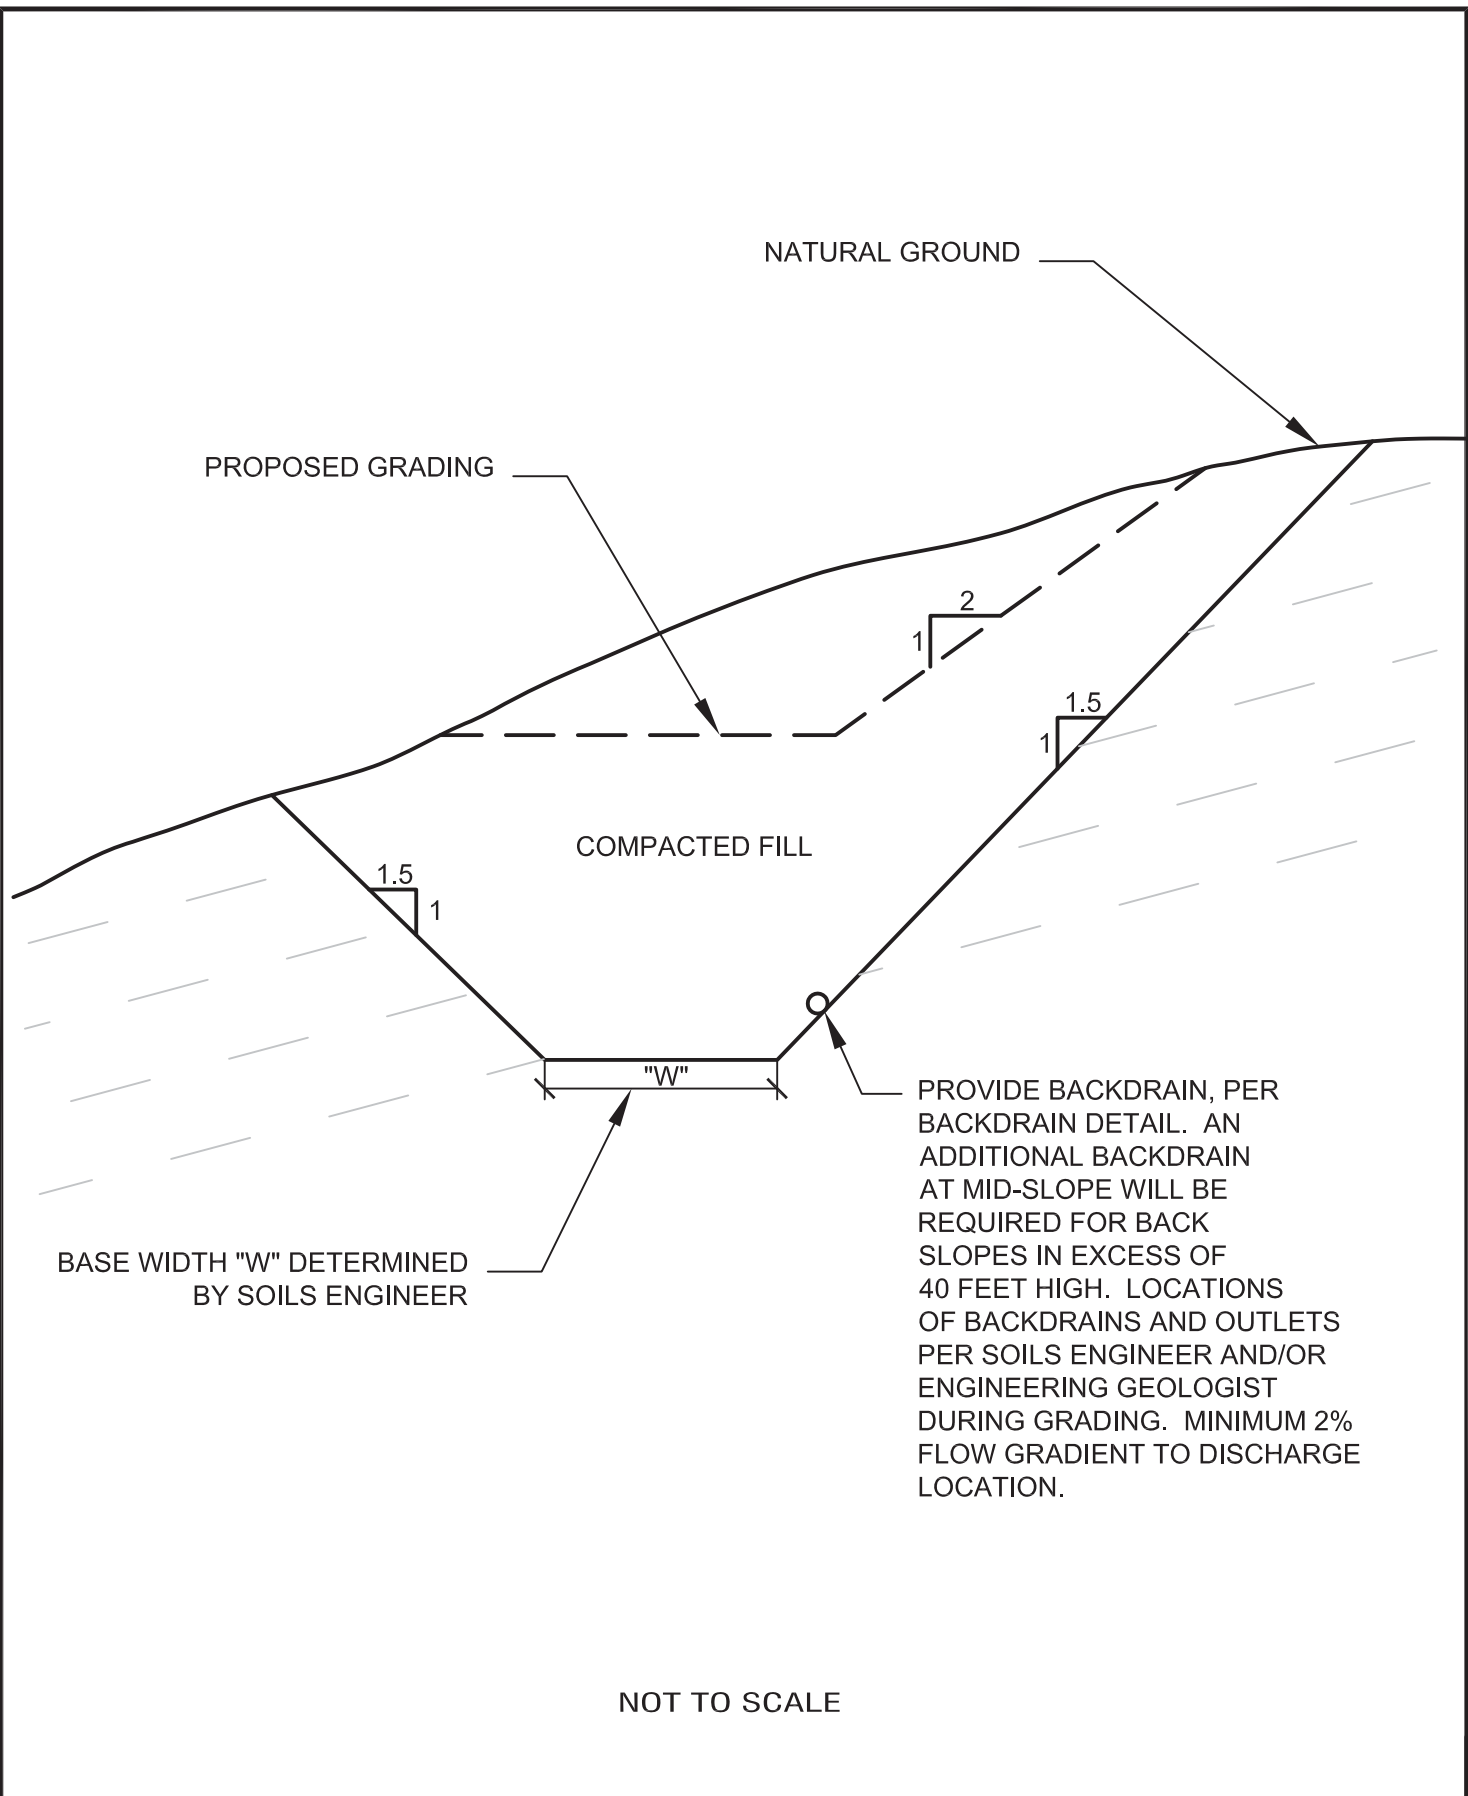 NATURAL GROUND
PROPOSED GRADING
2
1
1.5
1
COMPACTED FILL
1.5
1
"W"
PROVIDE BACKDRAIN, PER
BACKDRAIN DETAIL. AN
ADDITIONAL BACKDRAIN
AT MID-SLOPE WILL BE
REQUIRED FOR BACK
SLOPES IN EXCESS OF
40 FEET HIGH. LOCATIONS
OF BACKDRAINS AND OUTLETS
PER SOILS ENGINEER AND/OR
ENGINEERING GEOLOGIST
DURING GRADING. MINIMUM 2%
FLOW GRADIENT TO DISCHARGE
LOCATION.
BASE WIDTH "W" DETERMINED
BY SOILS ENGINEER
NOT TO SCALE